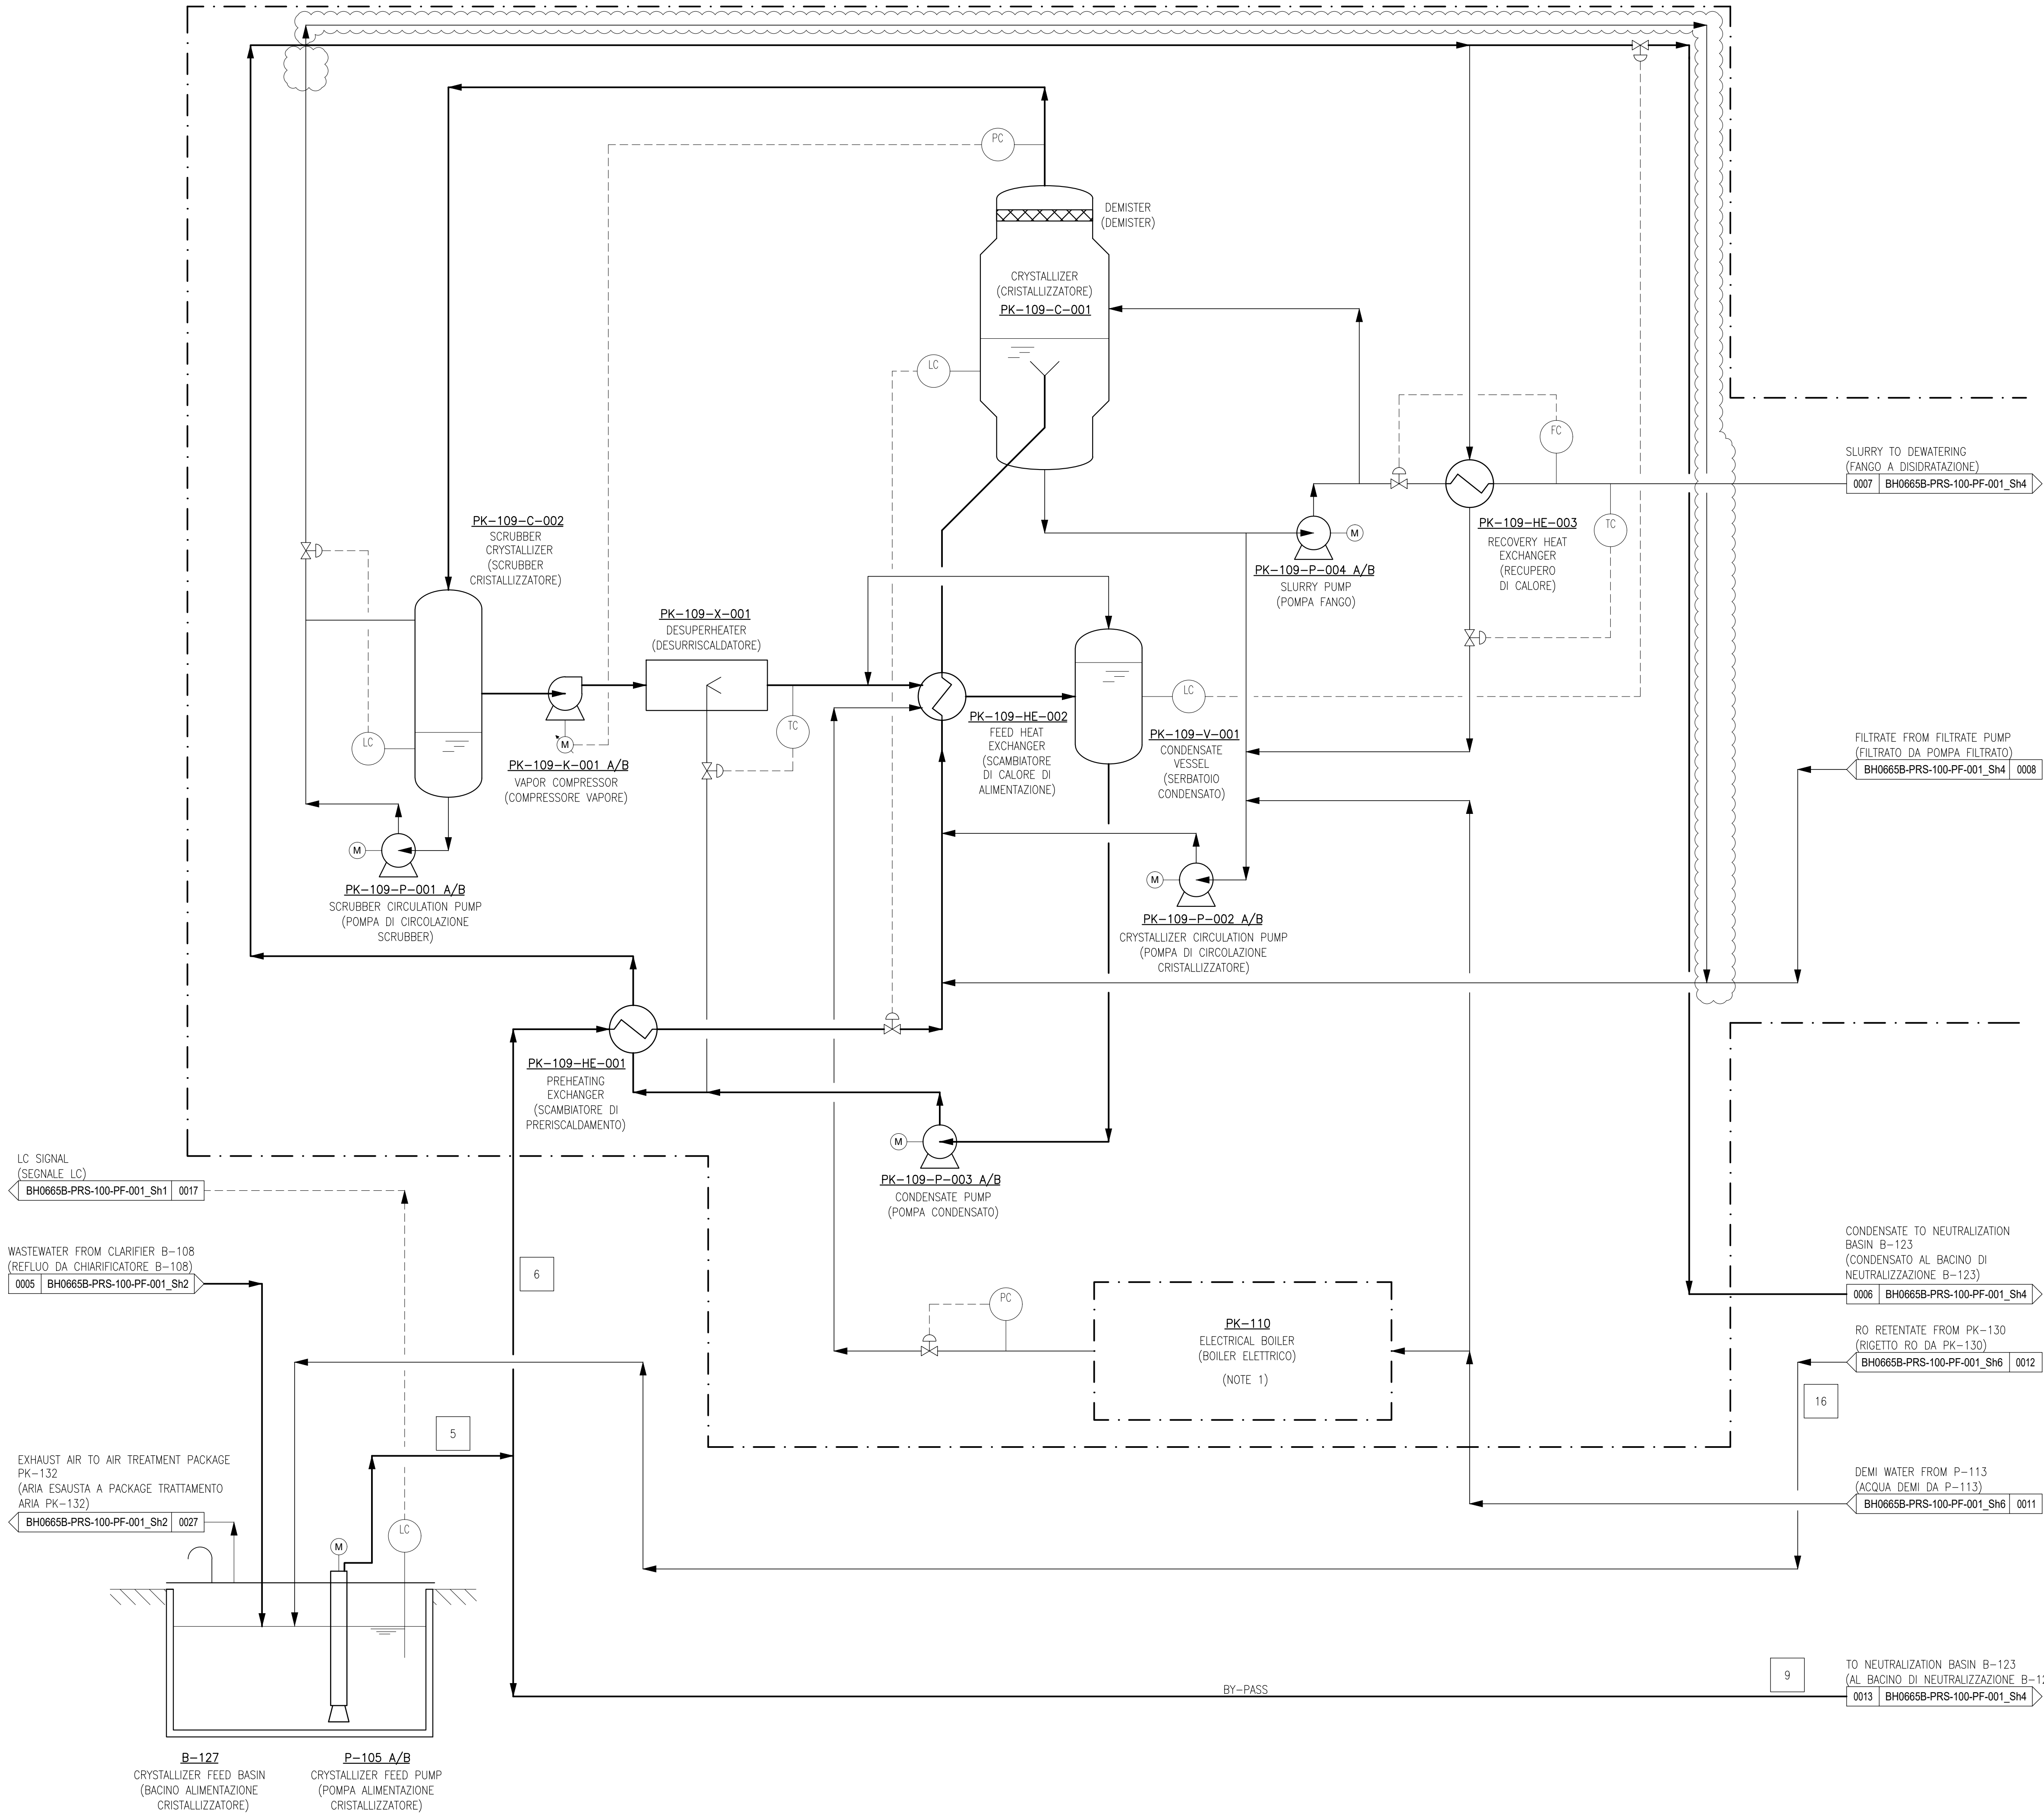 PC
DEMISTER
(DEMISTER)
CRYSTALLIZER
(CRISTALLIZZATORE)
PK-109-C-001
LC
FC
SLURRY TO DEWATERING
(FANGO A DISIDRATAZIONE)
0007 BH0665B-PRS-100-PF-001_Sh4
PK-109-C-002
SCRUBBER
CRYSTALLIZER
(SCRUBBER
CRISTALLIZZATORE)
M
PK-109-P-004 A/B
SLURRY PUMP
(POMPA FANGO)
PK-109-HE-003
RECOVERY HEAT
EXCHANGER
(RECUPERO
DI CALORE)
TC
PK-109-X-001
DESUPERHEATER
(DESURRISCALDATORE)
LC
M
PK-109-K-001 A/B
VAPOR COMPRESSOR
(COMPRESSORE VAPORE)
TC
PK-109-HE-002
FEED HEAT
EXCHANGER
(SCAMBIATORE
DI CALORE DI
ALIMENTAZIONE)
LC
PK-109-V-001
CONDENSATE
VESSEL
(SERBATOIO
CONDENSATO)
FILTRATE FROM FILTRATE PUMP
(FILTRATO DA POMPA FILTRATO)
BH0665B-PRS-100-PF-001_Sh4 0008
M
PK-109-P-001 A/B
SCRUBBER CIRCULATION PUMP
(POMPA DI CIRCOLAZIONE
SCRUBBER)
M
PK-109-P-002 A/B
CRYSTALLIZER CIRCULATION PUMP
(POMPA DI CIRCOLAZIONE
CRISTALLIZZATORE)
PK-109-HE-001
PREHEATING
EXCHANGER
(SCAMBIATORE DI
PRERISCALDAMENTO)
M
PK-109-P-003 A/B
CONDENSATE PUMP
(POMPA CONDENSATO)
LC SIGNAL
(SEGNALE LC)
BH0665B-PRS-100-PF-001_Sh1 0017
WASTEWATER FROM CLARIFIER B-108
(REFLUO DA CHIARIFICATORE B-108)
0005 BH0665B-PRS-100-PF-001_Sh2
6
PC
PK-110
ELECTRICAL BOILER
(BOILER ELETTRICO)
(NOTE 1)
CONDENSATE TO NEUTRALIZATION
BASIN B-123
(CONDENSATO AL BACINO DI
NEUTRALIZZAZIONE B-123)
0006 BH0665B-PRS-100-PF-001_Sh4
RO RETENTATE FROM PK-130
(RIGETTO RO DA PK-130)
BH0665B-PRS-100-PF-001_Sh6 0012
16
5
EXHAUST AIR TO AIR TREATMENT PACKAGE
PK-132
(ARIA ESAUSTA A PACKAGE TRATTAMENTO
ARIA PK-132)
BH0665B-PRS-100-PF-001_Sh2 0027
DEMI WATER FROM P-113
(ACQUA DEMI DA P-113)
BH0665B-PRS-100-PF-001_Sh6 0011
M
LC
BY-PASS
9
TO NEUTRALIZATION BASIN B-123
(AL BACINO DI NEUTRALIZZAZIONE
0013 BH0665B-PRS-100-PF-001_Sh4
B-127
CRYSTALLIZER FEED BASIN
(BACINO ALIMENTAZIONE
CRISTALLIZZATORE)
P-105 A/B
CRYSTALLIZER FEED PUMP
(POMPA ALIMENTAZIONE
CRISTALLIZZATORE)